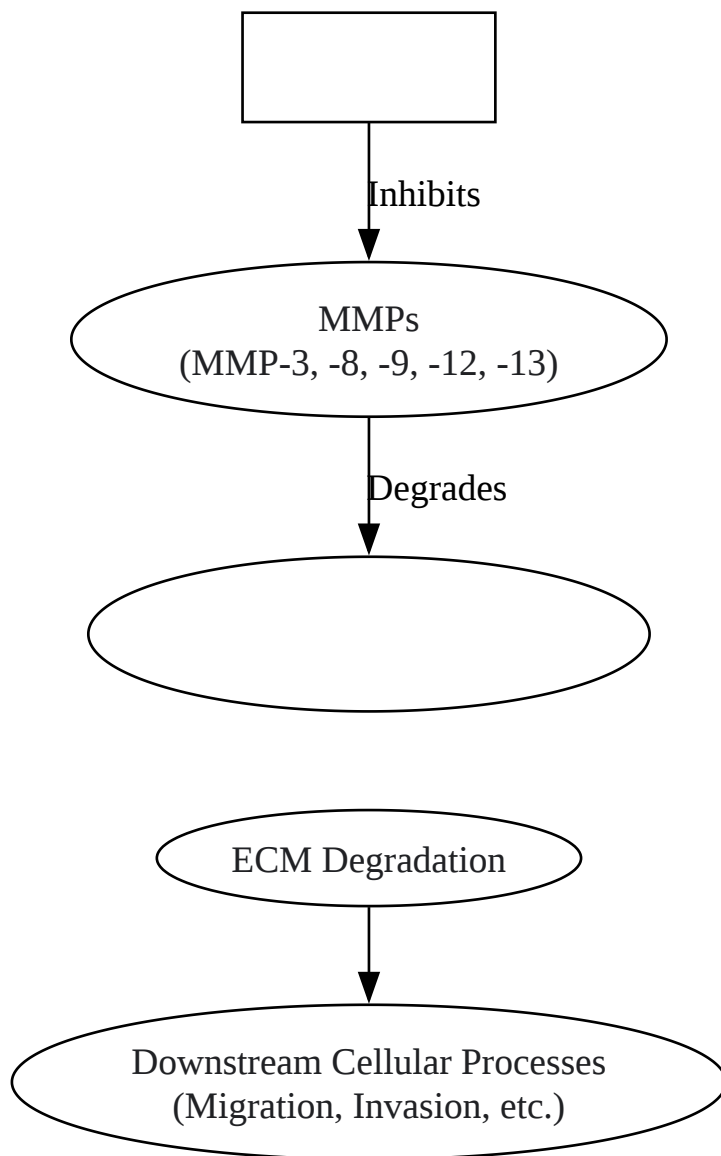 Inhibits
MMPs
(MMP-3, -8, -9, -12, -13)
Degrades
ECM Degradation
Downstream Cellular Processes
(Migration, Invasion, etc.)